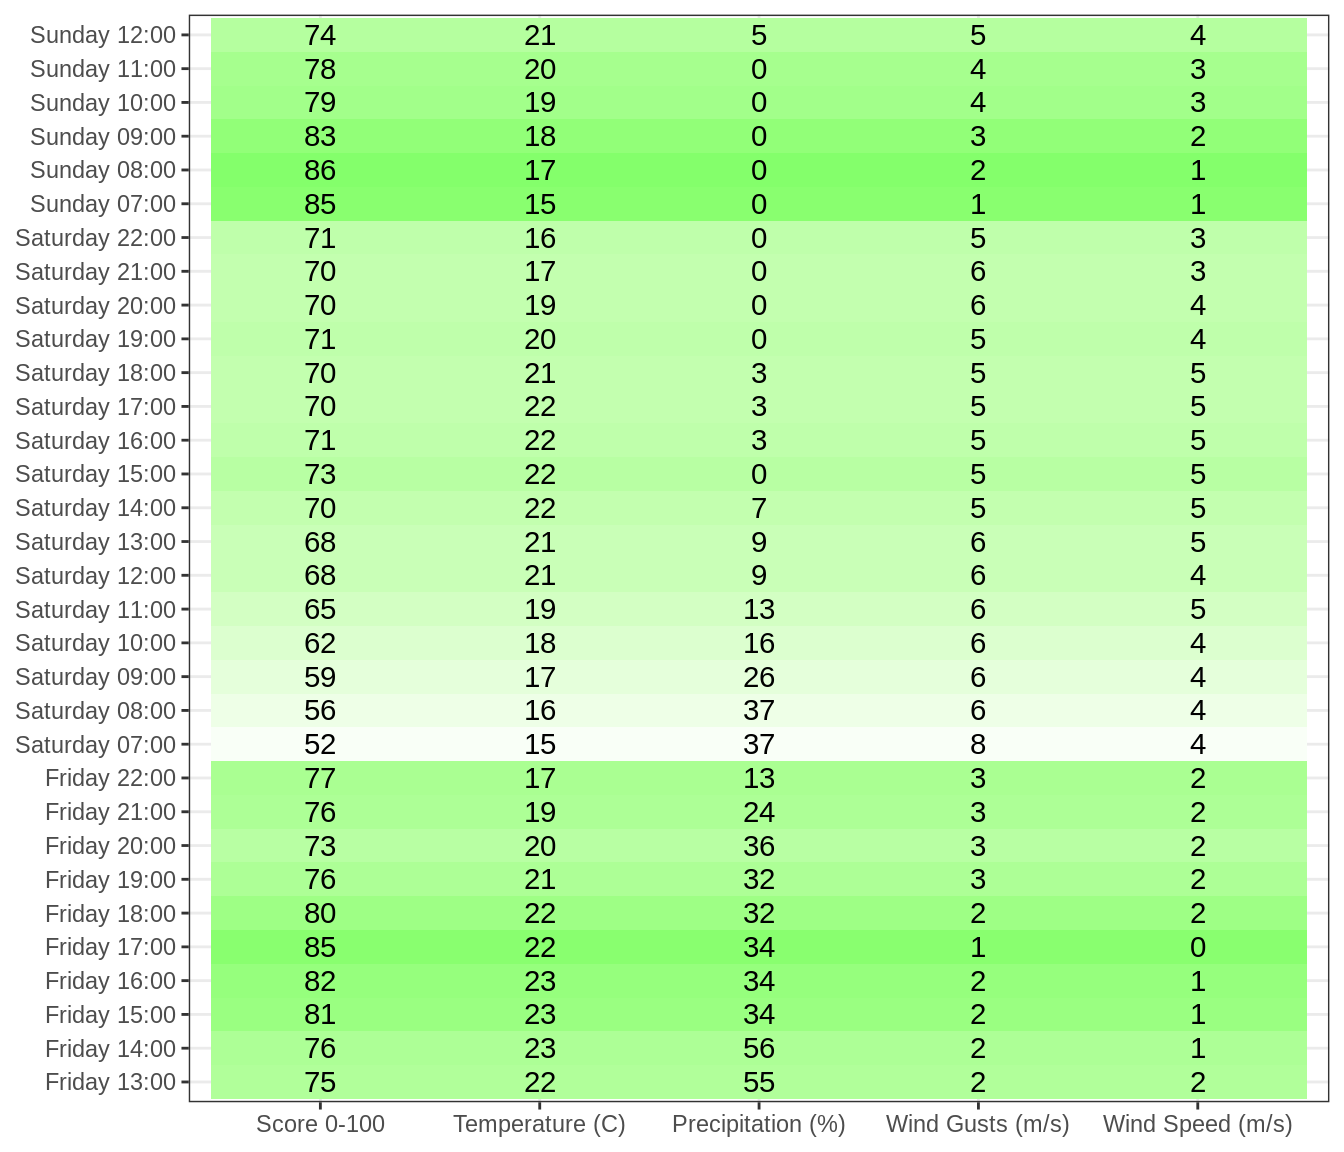 Sunday 12:00 74 21 5 5 4
Sunday 11:00 78 20 0 4 3
Sunday 10:00 79 19 0 4 3
Sunday 09:00 83 18 0 3 2
Sunday 08:00 86 17 0 2 1
Sunday 07:00 85 15 0 1 1
Saturday 22:00 71 16 0 5 3
Saturday 21:00 70 17 0 6 3
Saturday 20:00 70 19 0 6 4
Saturday 19:00 71 20 0 5 4
Saturday 18:00 70 21 3 5 5
Saturday 17:00 70 22 3 5 5
Saturday 16:00 71 22 3 5 5
Saturday 15:00 73 22 0 5 5
Saturday 14:00 70 22 7 5 5
Saturday 13:00 68 21 9 6 5
Saturday 12:00 68 21 9 6 4
Saturday 11:00 65 19 13 6 5
Saturday 10:00 62 18 16 6 4
Saturday 09:00 59 17 26 6 4
Saturday 08:00 56 16 37 6 4
Saturday 07:00 52 15 37 8 4
Friday 22:00 77 17 13 3 2
Friday 21:00 76 19 24 3 2
Friday 20:00 73 20 36 3 2
Friday 19:00 76 21 32 3 2
Friday 18:00 80 22 32 2 2
Friday 17:00 85 22 34 1 0
Friday 16:00 82 23 34 2 1
Friday 15:00 81 23 34 2 1
Friday 14:00 76 23 56 2 1
Friday 13:00 75 22 55 2 2
Score 0-100 Temperature (C) Precipitation (%) Wind Gusts (m/s) Wind Speed (m/s)